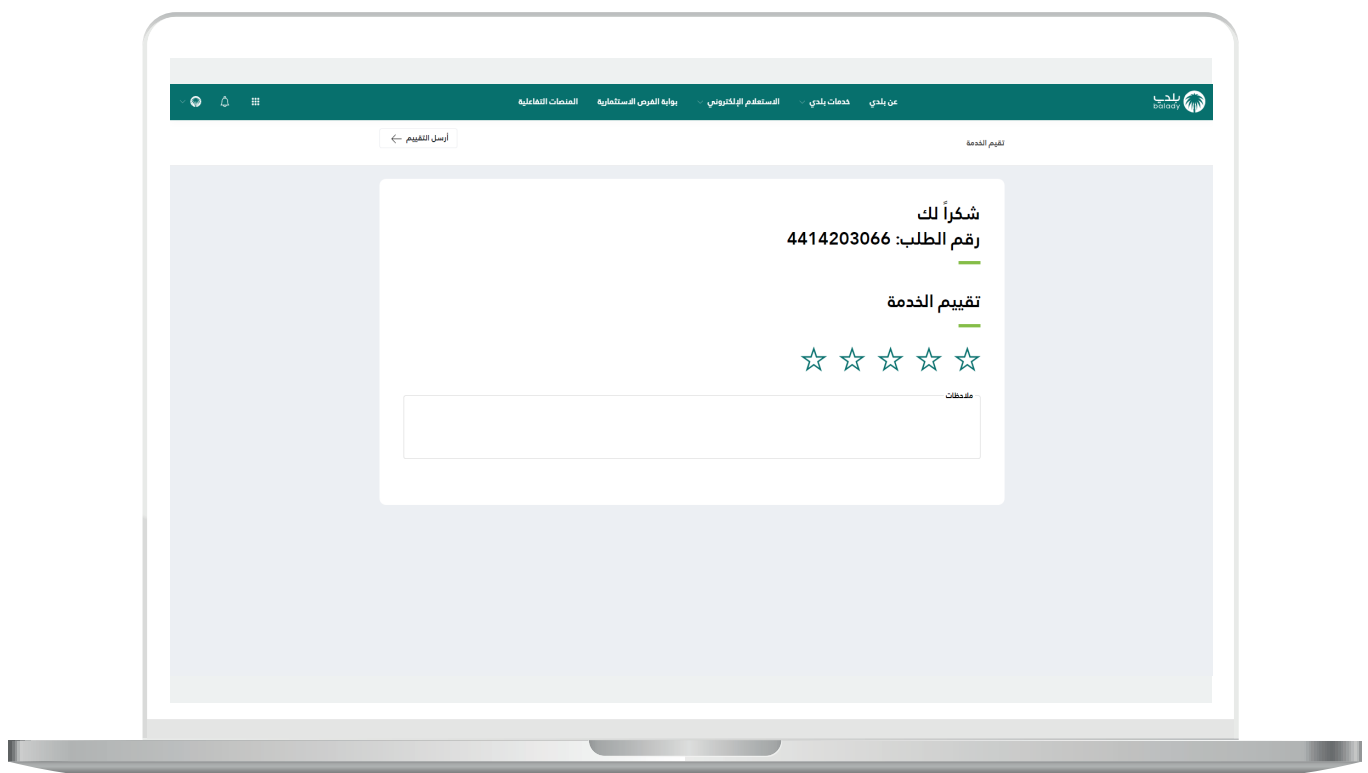 بلدي
balady
عن بلدي
خدمات بلدي
الاستعلام الإلكتروني
بوابة الفرص الاستثمارية
المنصات التفاعلية
تقيم الخدمة
أرسل التقييم
شكراً لك
رقم الطلب: 4414203066
تقييم الخدمة
ملاحظات